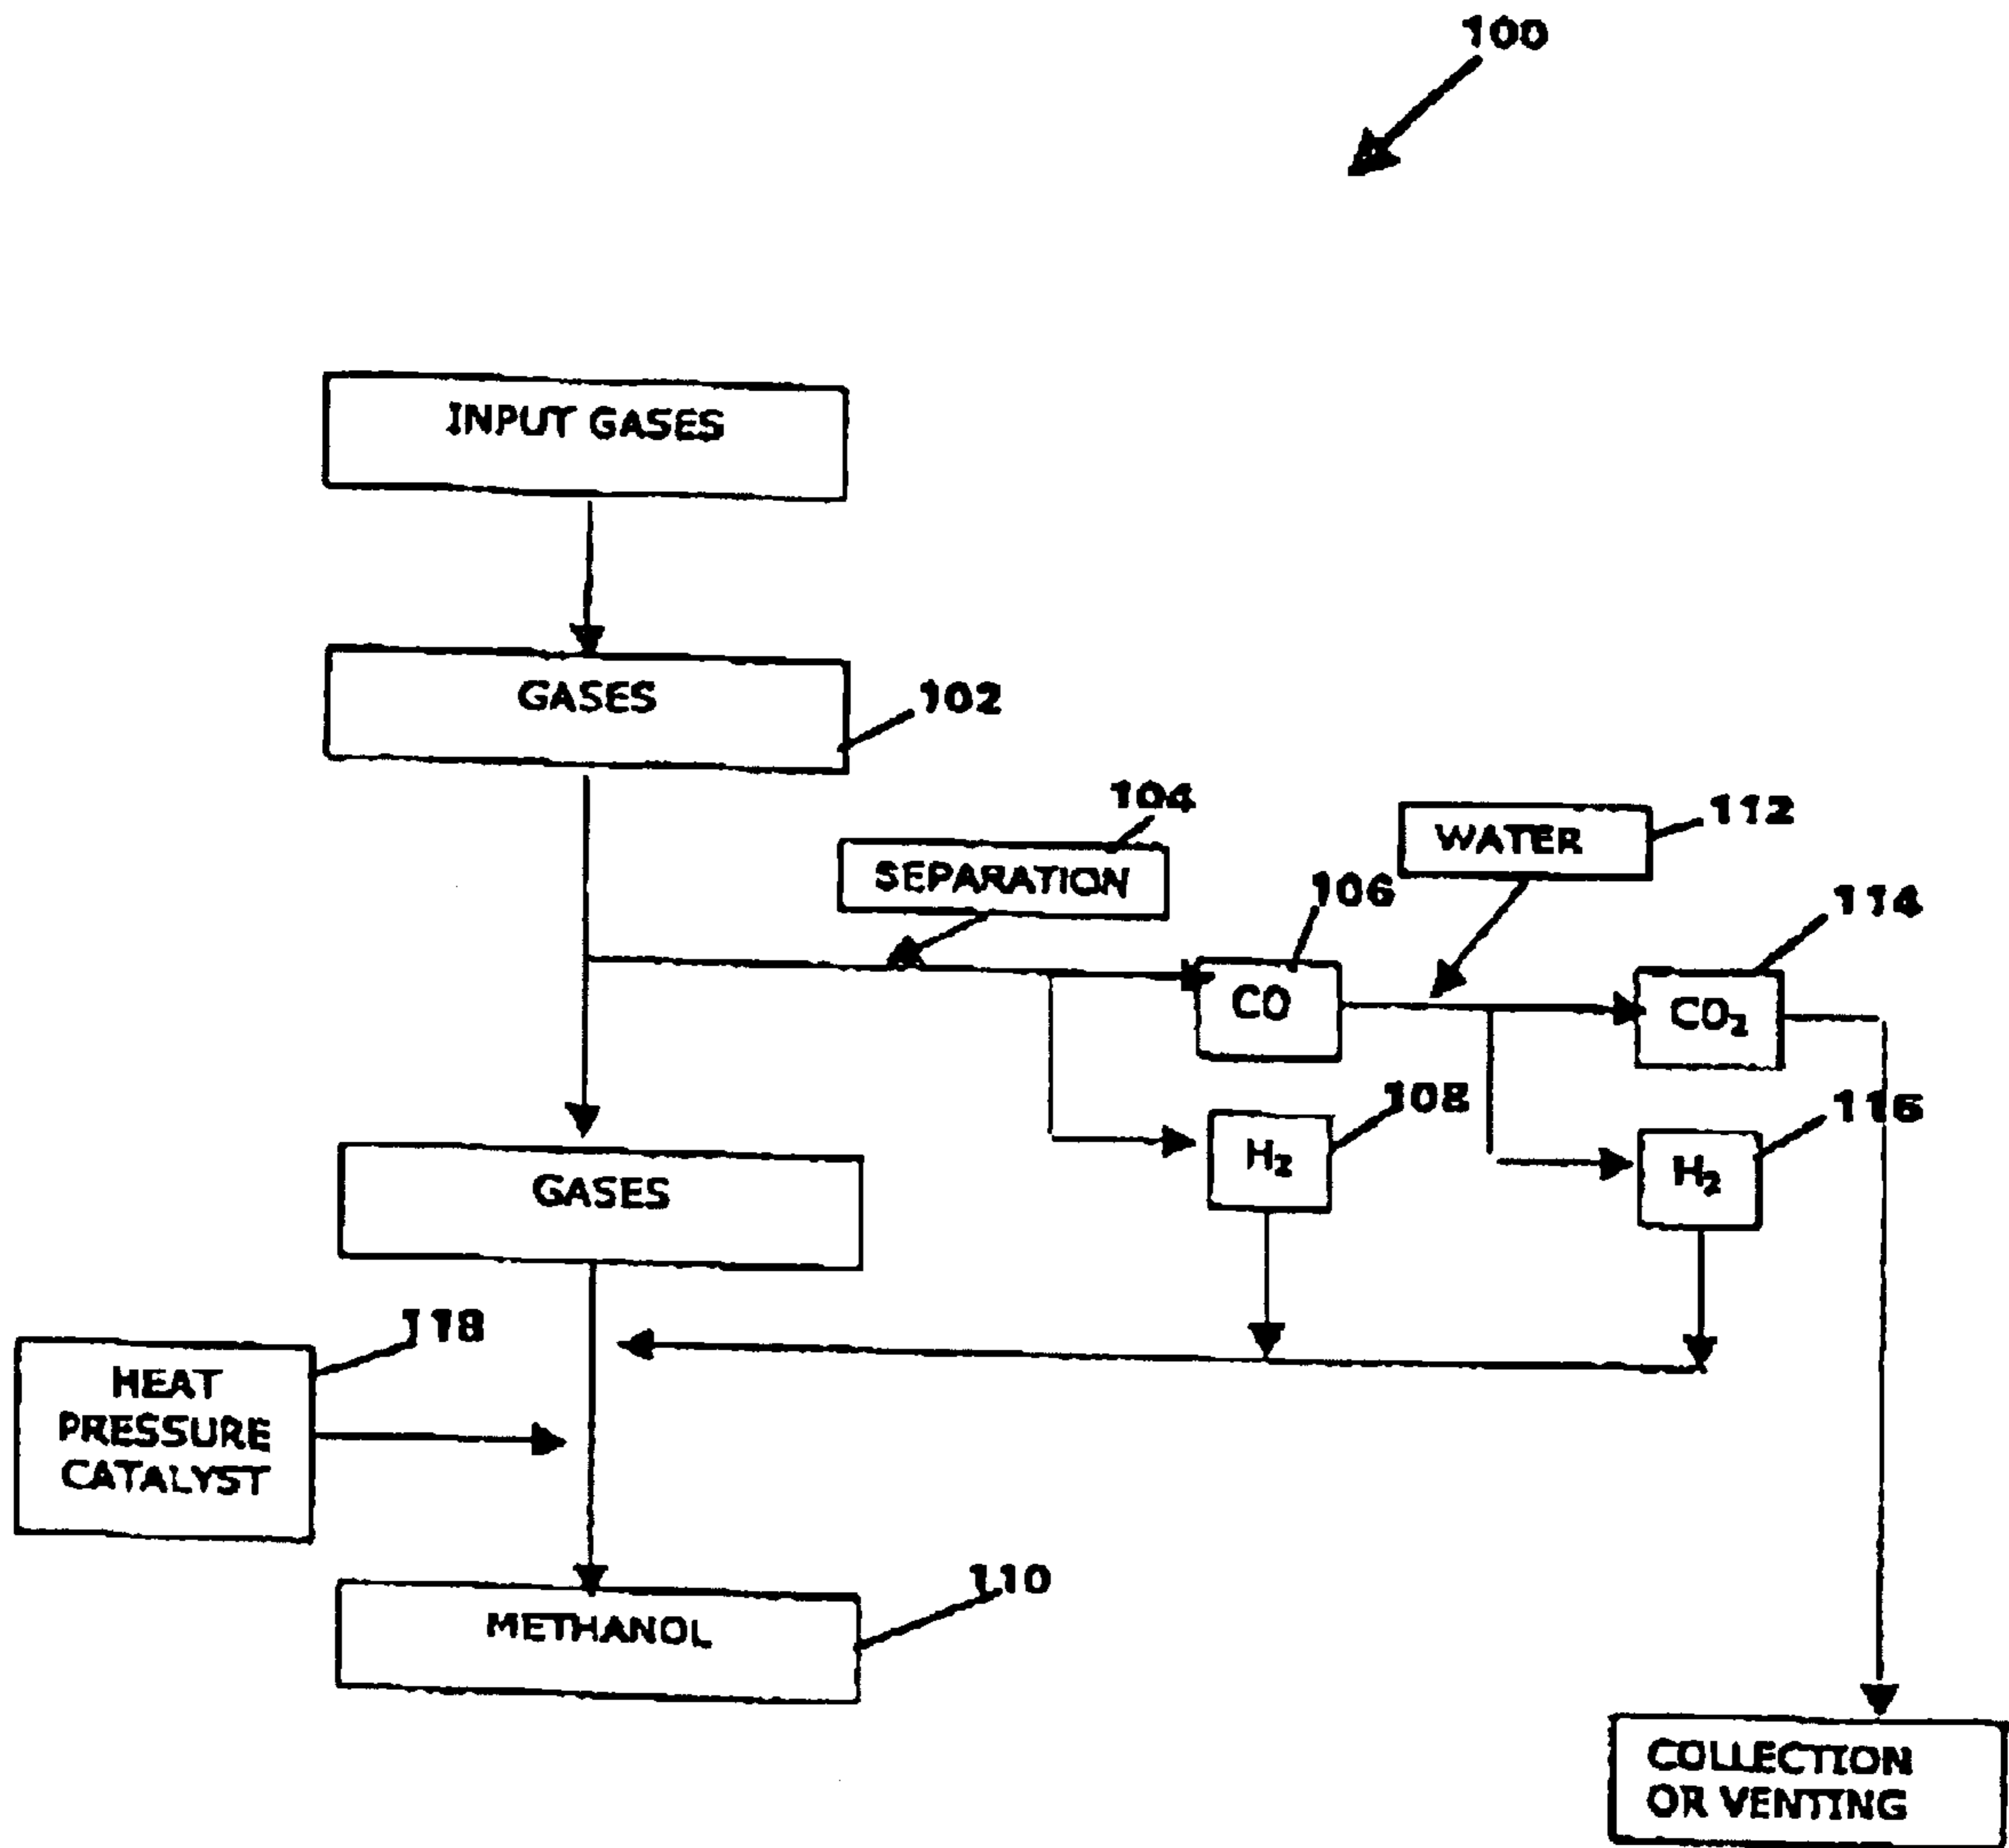 100
INPUT GASES
GASES
102
104
SEPARATION
WATER
112
106
114
CO
CO₂
108
116
H₂
H₂
GASES
118
HEAT
PRESSURE
CATALYST
110
METHANOL
COLLECTION
OR VENTING